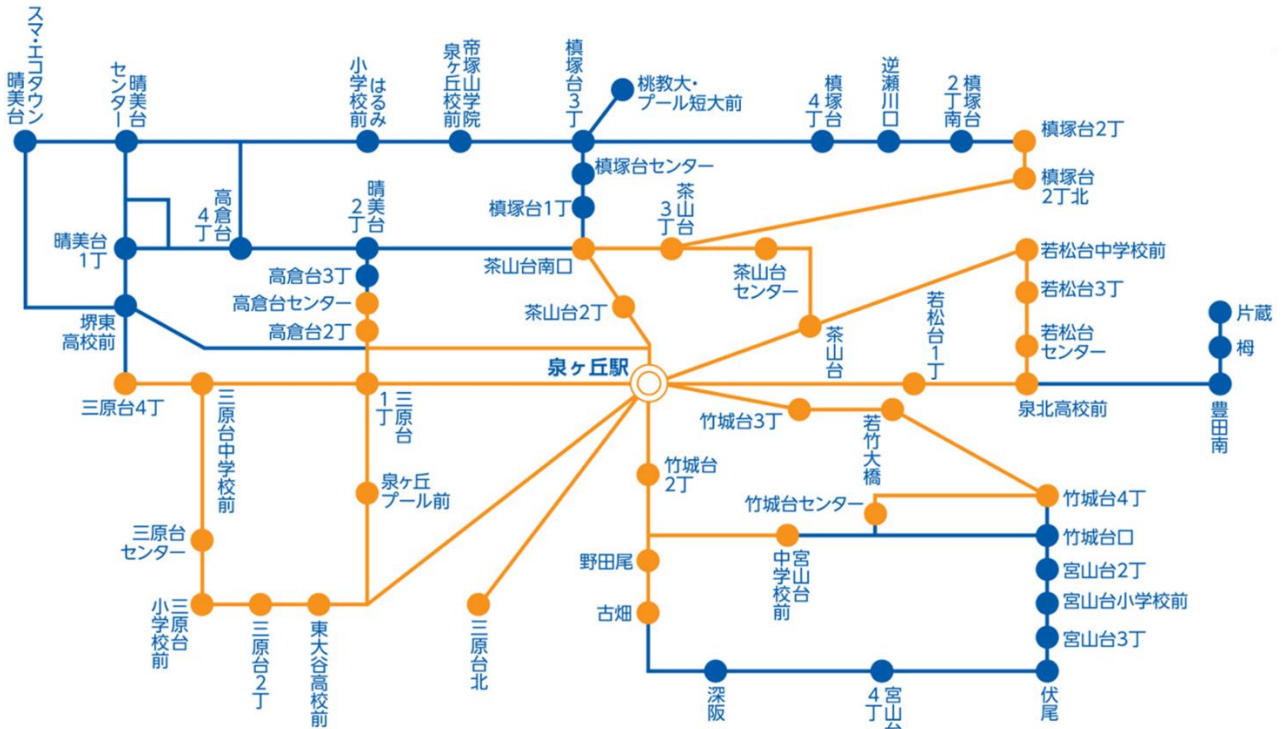 スマ・エコタウン
晴美台
晴美台
センター
はるみ
小学校前
帝塚山学院
泉ヶ丘校前
槙塚台
3丁
桃教大・
プール短大前
槙塚台
4丁
逆瀬川口
槙塚台
2丁南
槙塚台2丁
槙塚台センター
槙塚台
2丁北
高倉台
4丁
晴美台
2丁
槙塚台1丁
茶山台
3丁
晴美台
1丁
高倉台3丁
茶山台南口
茶山台
センター
若松台中学校前
高倉台センター
茶山台2丁
若松台3丁
堺東
高校前
高倉台2丁
茶山台
若松台1丁
若松台
センター
片蔵
栂
泉ヶ丘駅
三原台4丁
三原台中学校前
三原台
1丁
竹城台3丁
若竹大橋
泉北高校前
豊田南
泉ヶ丘
プール前
竹城台
2丁
竹城台センター
竹城台4丁
三原台
センター
野田尾
宮山台
中学校前
竹城台口
宮山台2丁
三原台
小学校前
三原台2丁
東大谷高校前
三原台北
古畑
宮山台小学校前
宮山台3丁
深阪
宮山台
4丁
伏尾